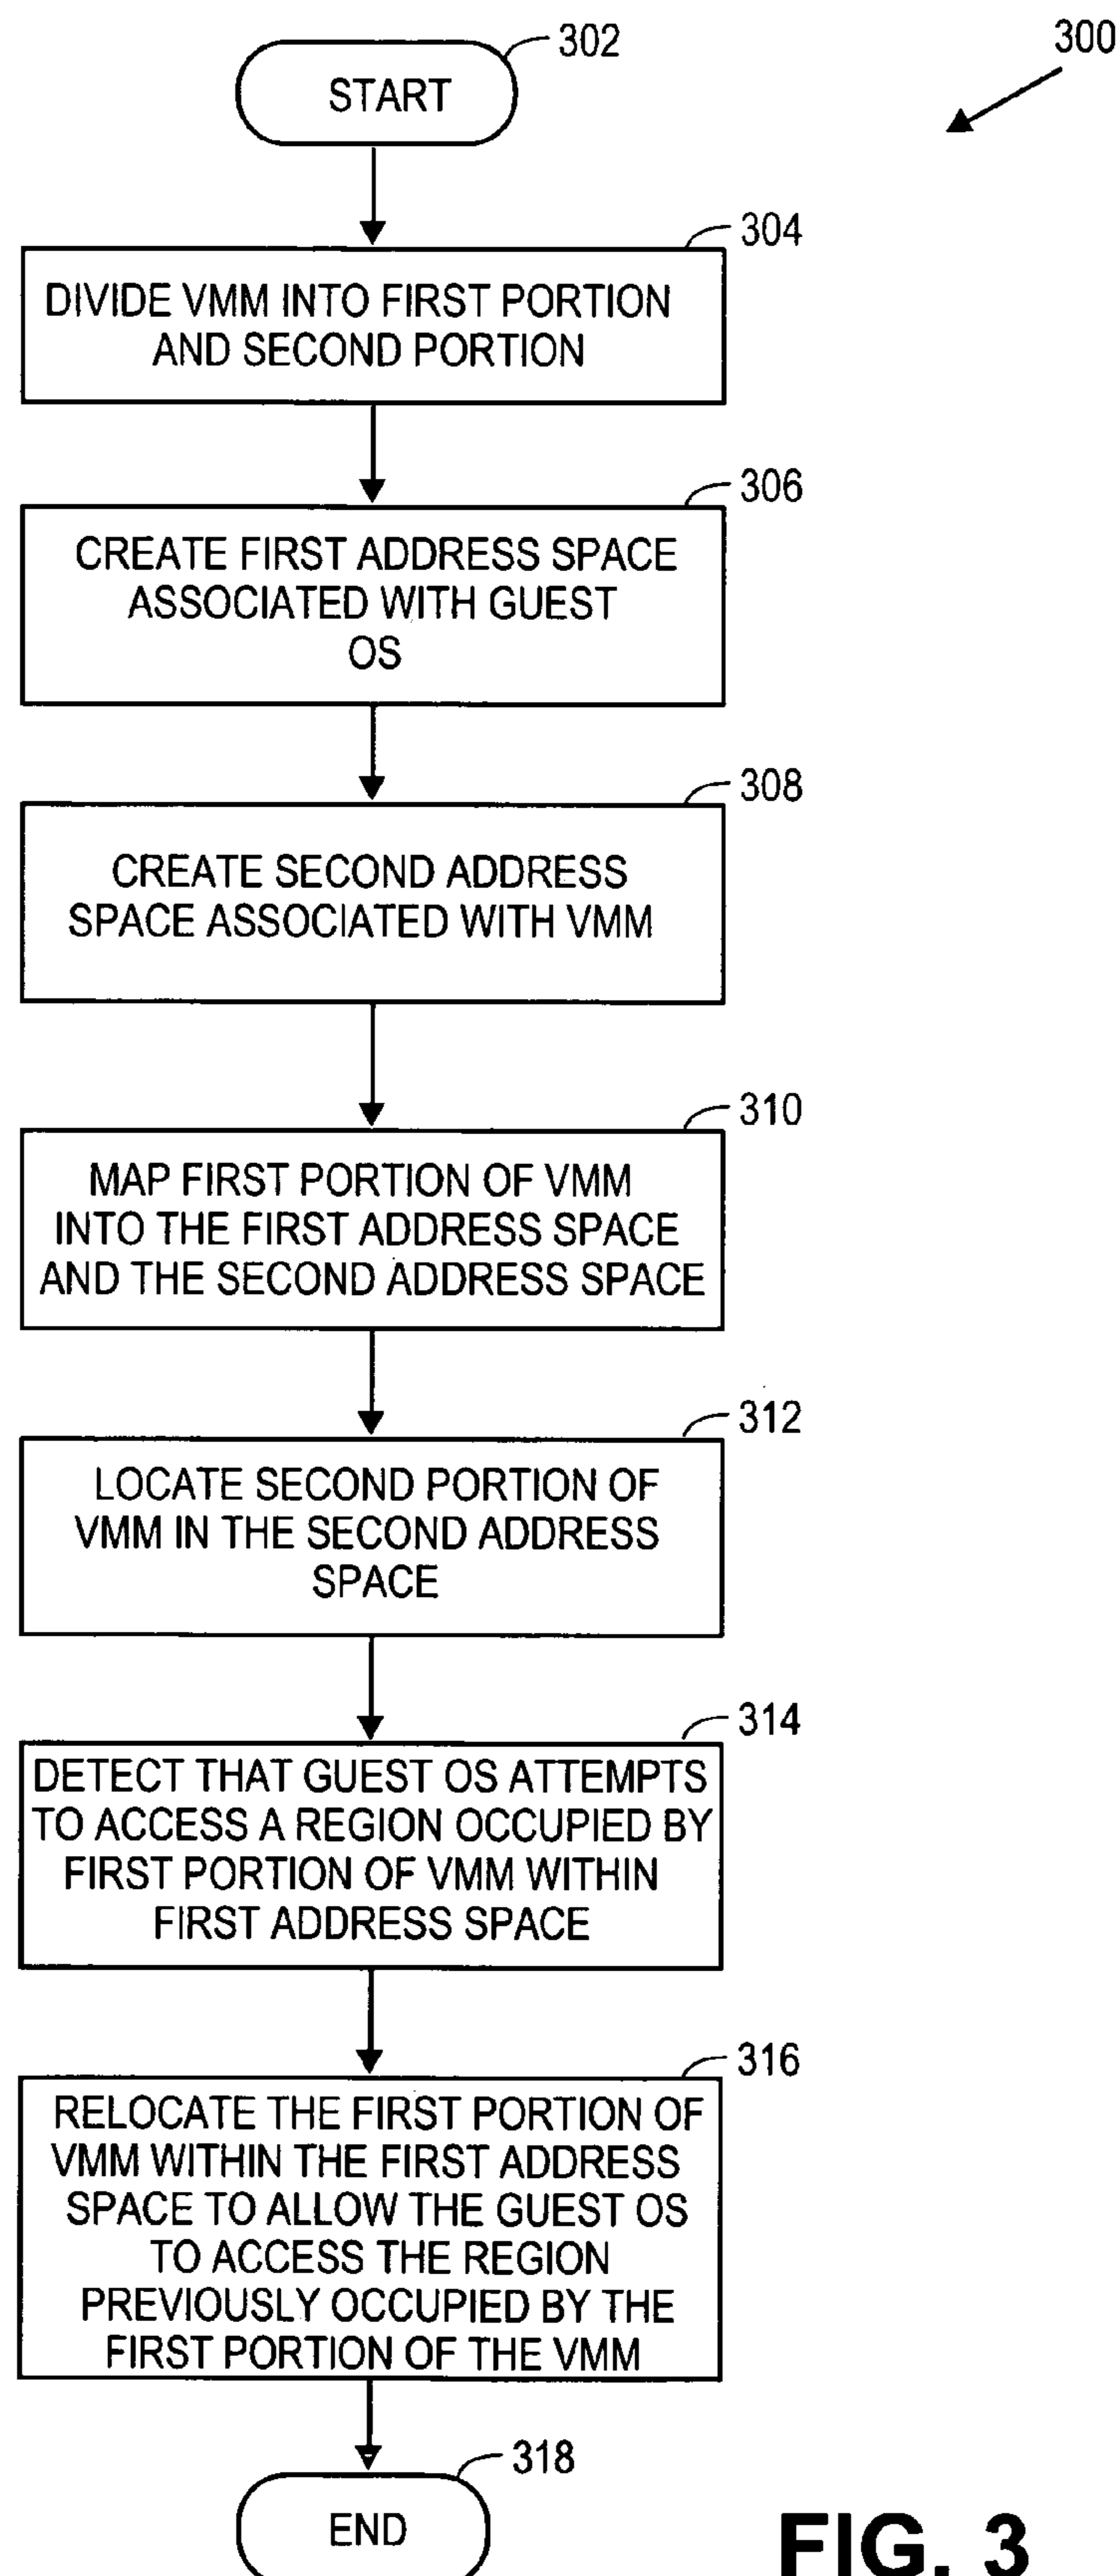 302
300
START
304
DIVIDE VMM INTO FIRST PORTION
AND SECOND PORTION
306
CREATE FIRST ADDRESS SPACE
ASSOCIATED WITH GUEST
OS
308
CREATE SECOND ADDRESS
SPACE ASSOCIATED WITH VMM
310
MAP FIRST PORTION OF VMM
INTO THE FIRST ADDRESS SPACE
AND THE SECOND ADDRESS SPACE
312
LOCATE SECOND PORTION OF
VMM IN THE SECOND ADDRESS
SPACE
314
DETECT THAT GUEST OS ATTEMPTS
TO ACCESS A REGION OCCUPIED BY
FIRST PORTION OF VMM WITHIN
FIRST ADDRESS SPACE
316
RELOCATE THE FIRST PORTION OF
VMM WITHIN THE FIRST ADDRESS
SPACE TO ALLOW THE GUEST OS
TO ACCESS THE REGION
PREVIOUSLY OCCUPIED BY THE
FIRST PORTION OF THE VMM
318
END
FIG. 3